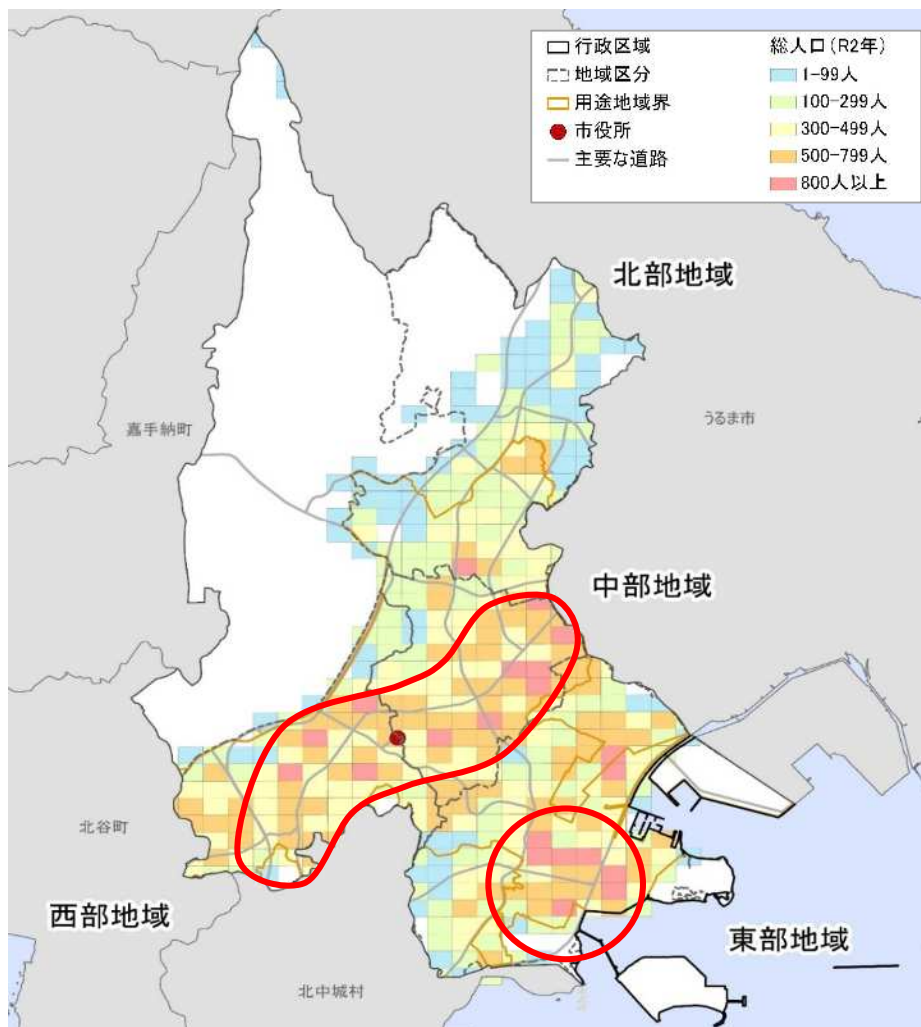 行政区域
地域区分
用途地域界
市役所
主要な道路
総人口(R2年)
1-99人
100-299人
300-499人
500-799人
800人以上
北部地域
嘉手納町
うるま市
中部地域
北谷町
西部地域
東部地域
北中城村